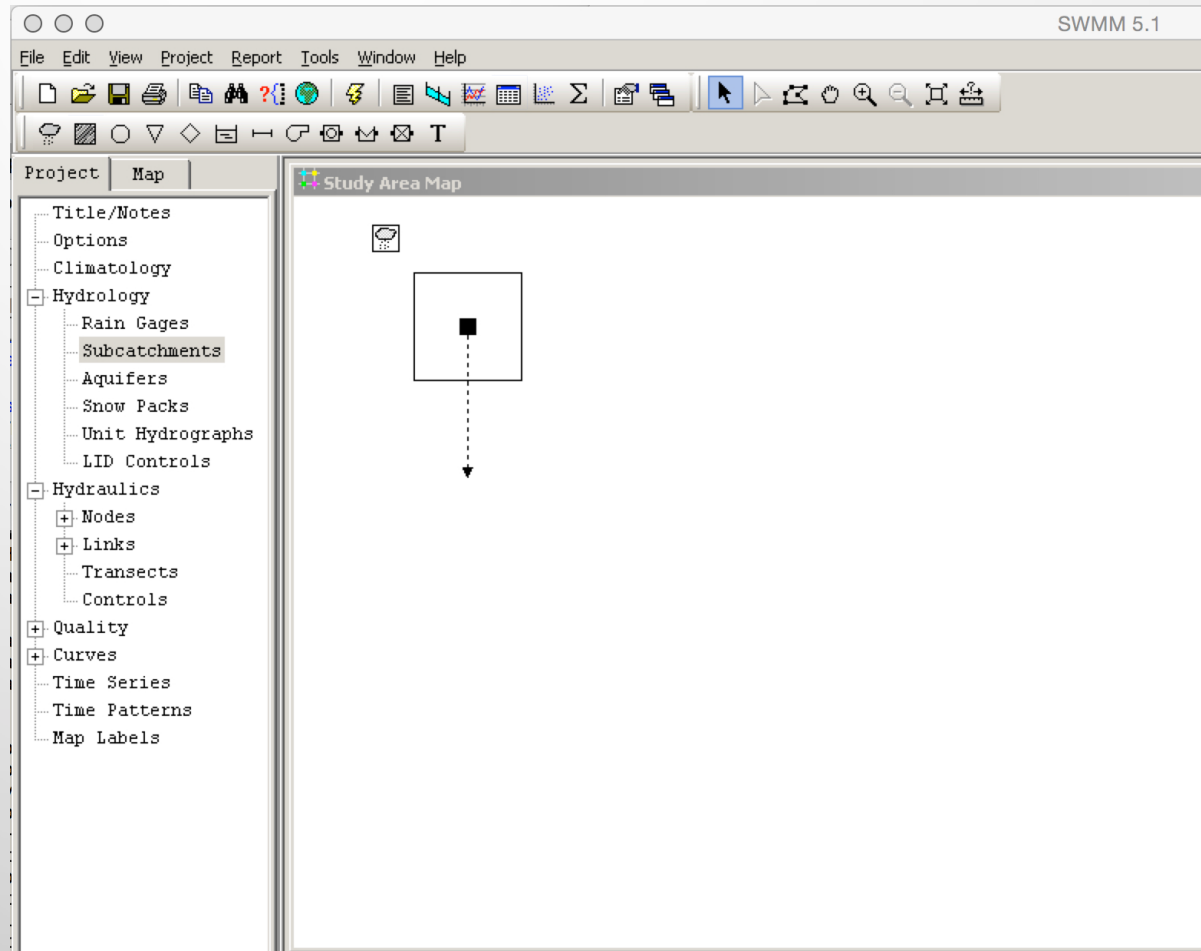 SWMM 5.1
File Edit View Project Report Tools Window Help
T
Project Map
Study Area Map
Title/Notes
Options
Climatology
Hydrology
Rain Gages
Subcatchments
Aquifers
Snow Packs
Unit Hydrographs
LID Controls
Hydraulics
Nodes
Links
Transects
Controls
Quality
Curves
Time Series
Time Patterns
Map Labels